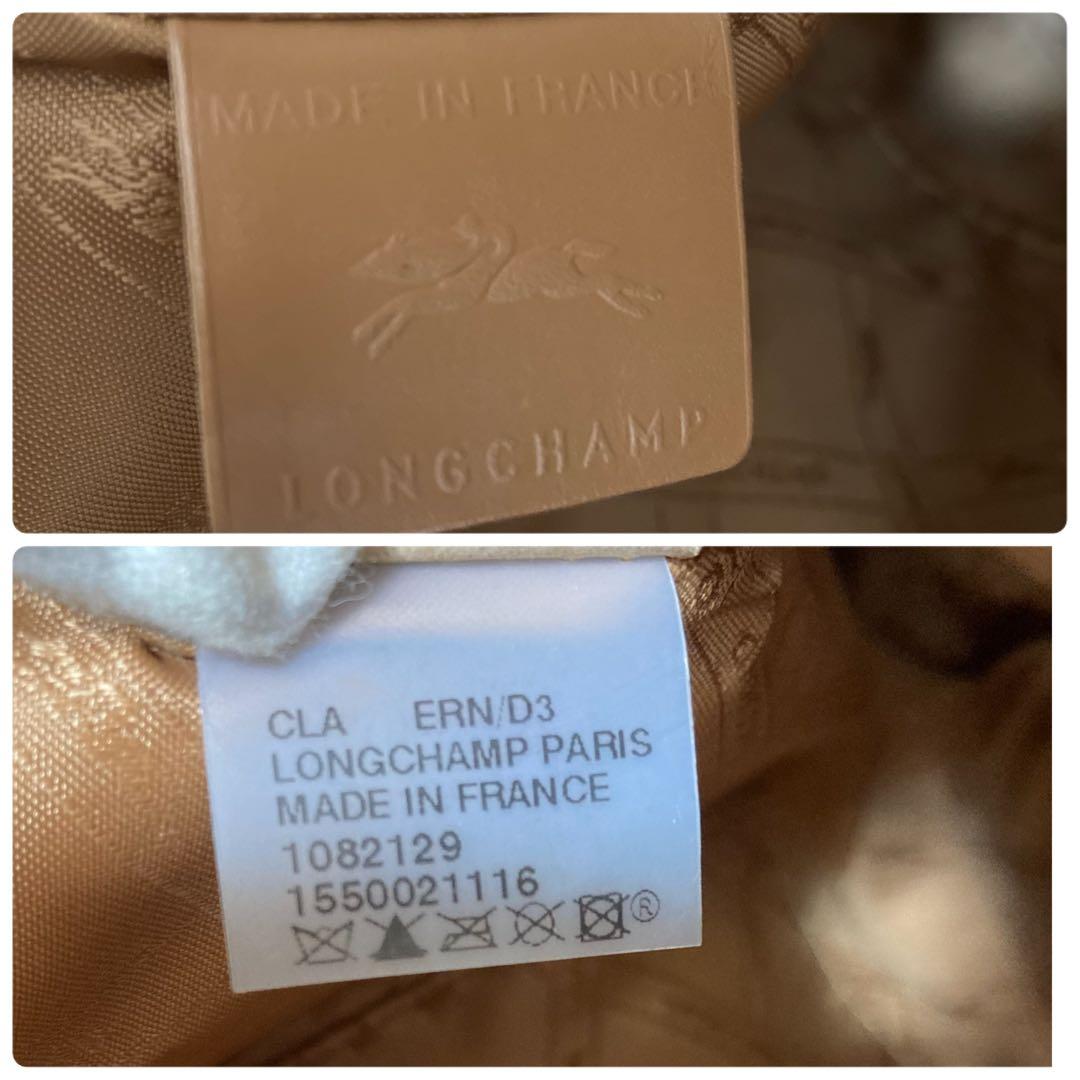 MADE IN FRANCE
LONGCHAMP
CLA ERN/D3
LONGCHAMP PARIS
MADE IN FRANCE
1082129
1550021116
®